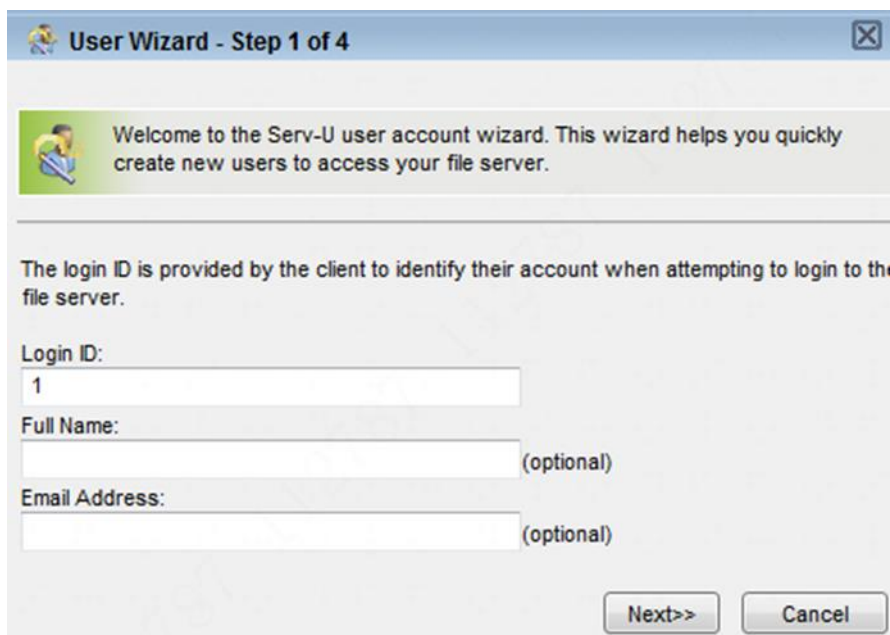 User Wizard - Step 1 of 4
Welcome to the Serv-U user account wizard. This wizard helps you quickly
create new users to access your file server.
The login ID is provided by the client to identify their account when attempting to login to the
file server.
Login ID:
1
Full Name:
(optional)
Email Address:
(optional)
Next>> Cancel